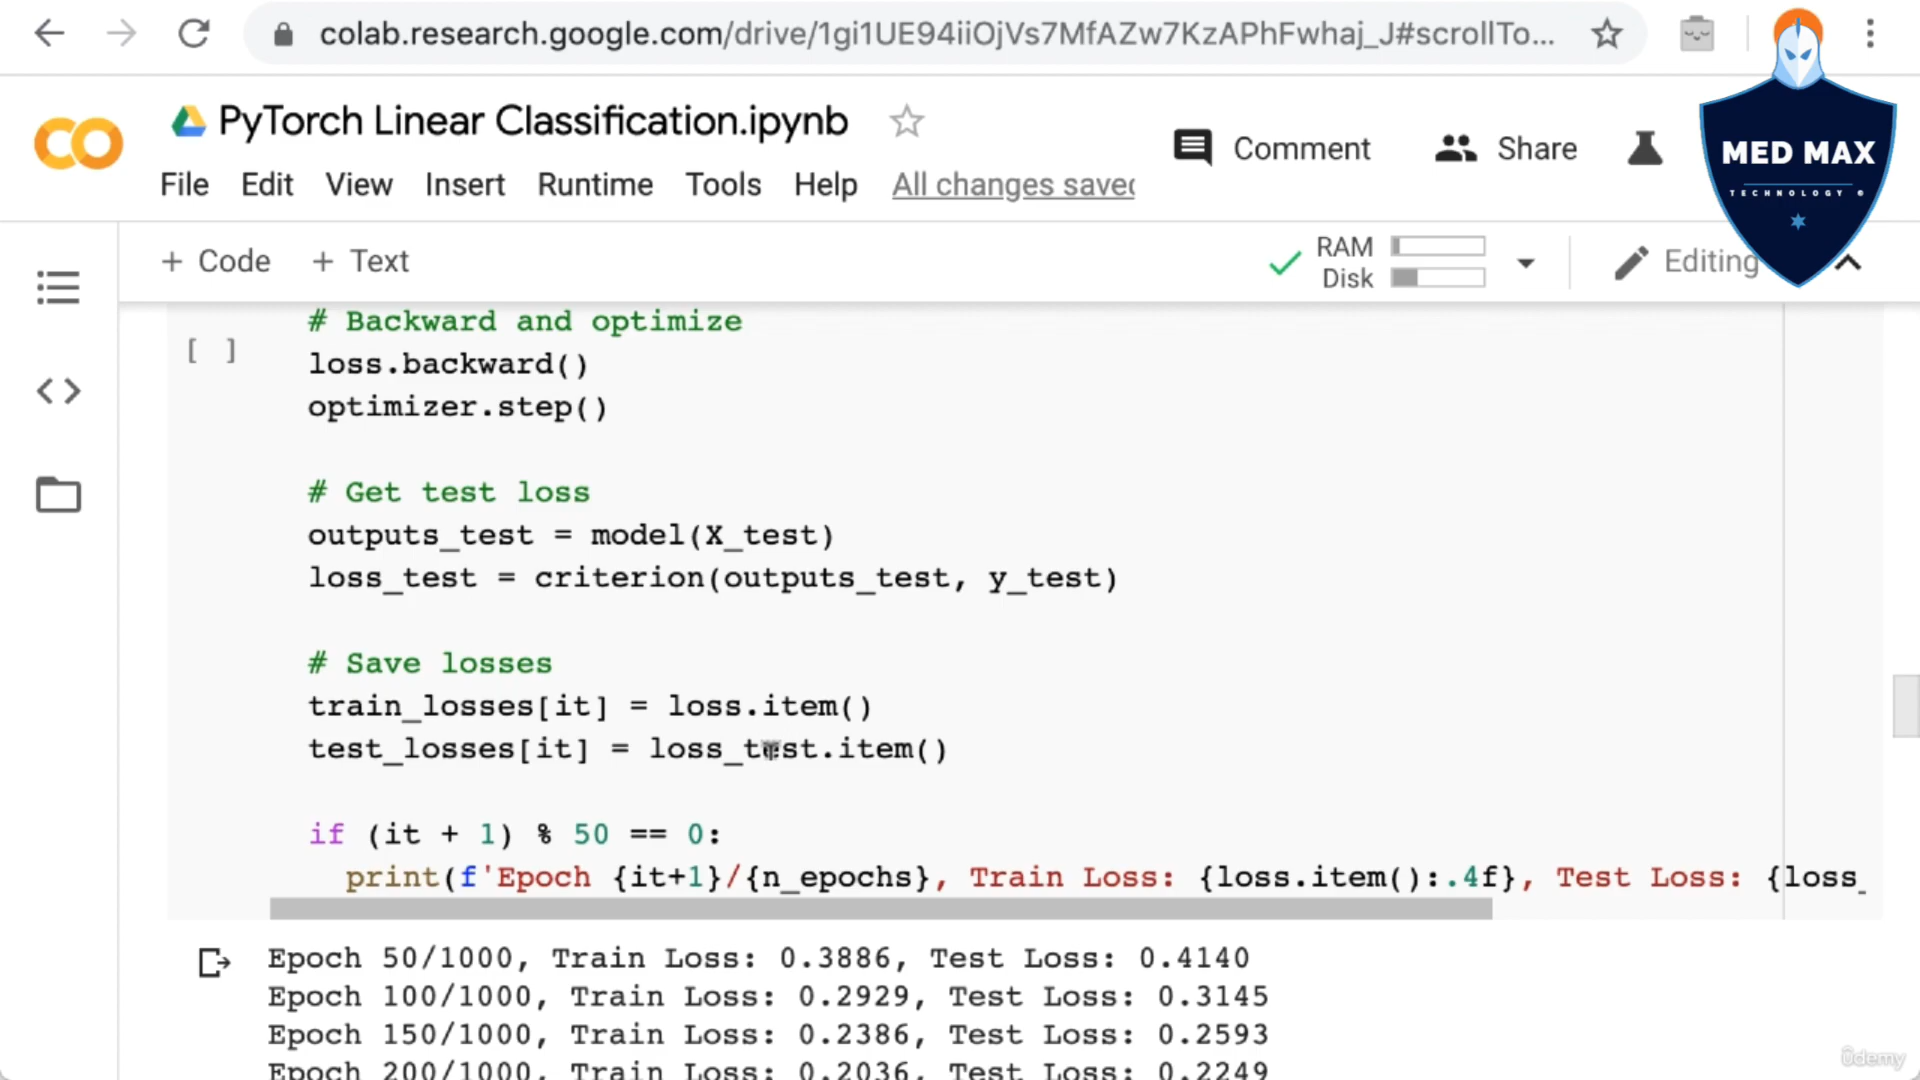 colab.research.google.com/drive/1gi1UE94iiOjVs7MfAZw7KzAPhFwhaj_J#scrollTo...
PyTorch Linear Classification.ipynb
Comment
Share
MED MAX
TECHNOLOGY
File Edit View Insert Runtime Tools Help All changes saved
+ Code + Text
RAM
Disk
Editing
# Backward and optimize
[ ]
loss.backward()
optimizer.step()
# Get test loss
outputs_test = model(X_test)
loss_test = criterion(outputs_test, y_test)
# Save losses
train_losses[it] = loss.item()
test_losses[it] = loss_test.item()
if (it + 1) % 50 == 0:
print(f'Epoch {it+1}/{n_epochs}, Train Loss: {loss.item():.4f}, Test Loss: {loss_
Epoch 50/1000, Train Loss: 0.3886, Test Loss: 0.4140
Epoch 100/1000, Train Loss: 0.2929, Test Loss: 0.3145
Epoch 150/1000, Train Loss: 0.2386, Test Loss: 0.2593
Epoch 200/1000, Train Loss: 0.2036, Test Loss: 0.2249
ûdemy